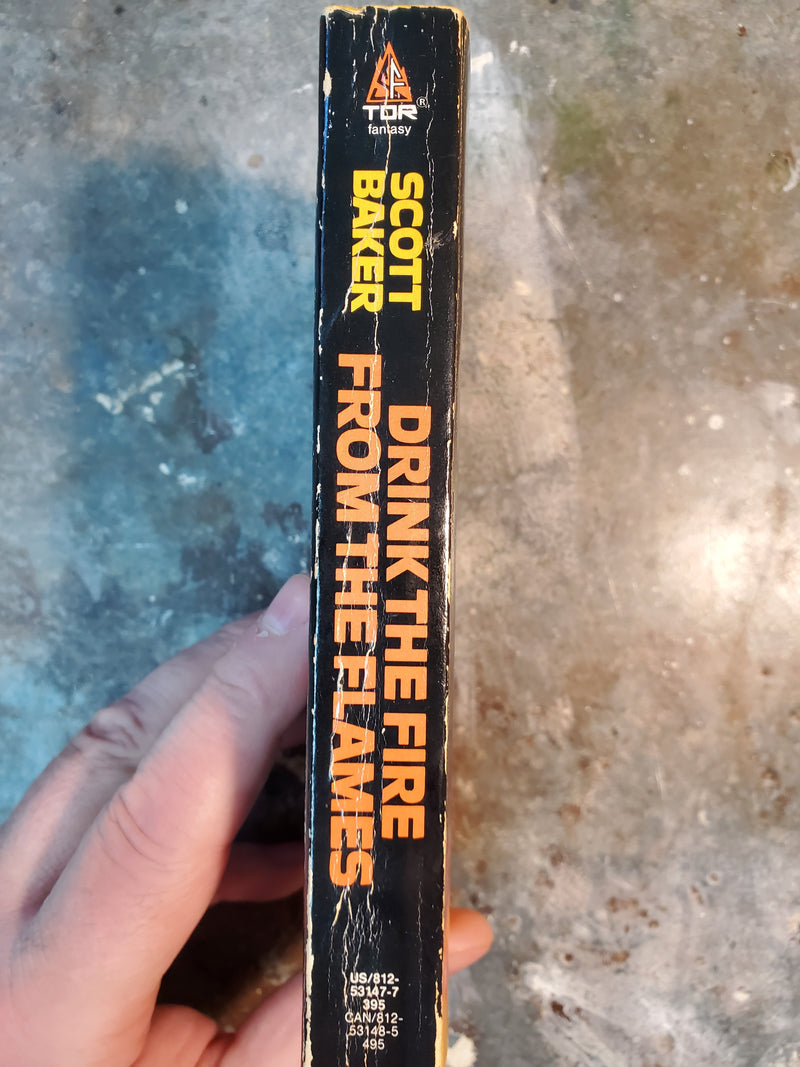 SF
TOR®
fantasy
SCOTT
BAKER
DRINK THE FIRE
FROM THE FLAMES
US/812-
53147-7
395
CAN/812-
53148-5
495